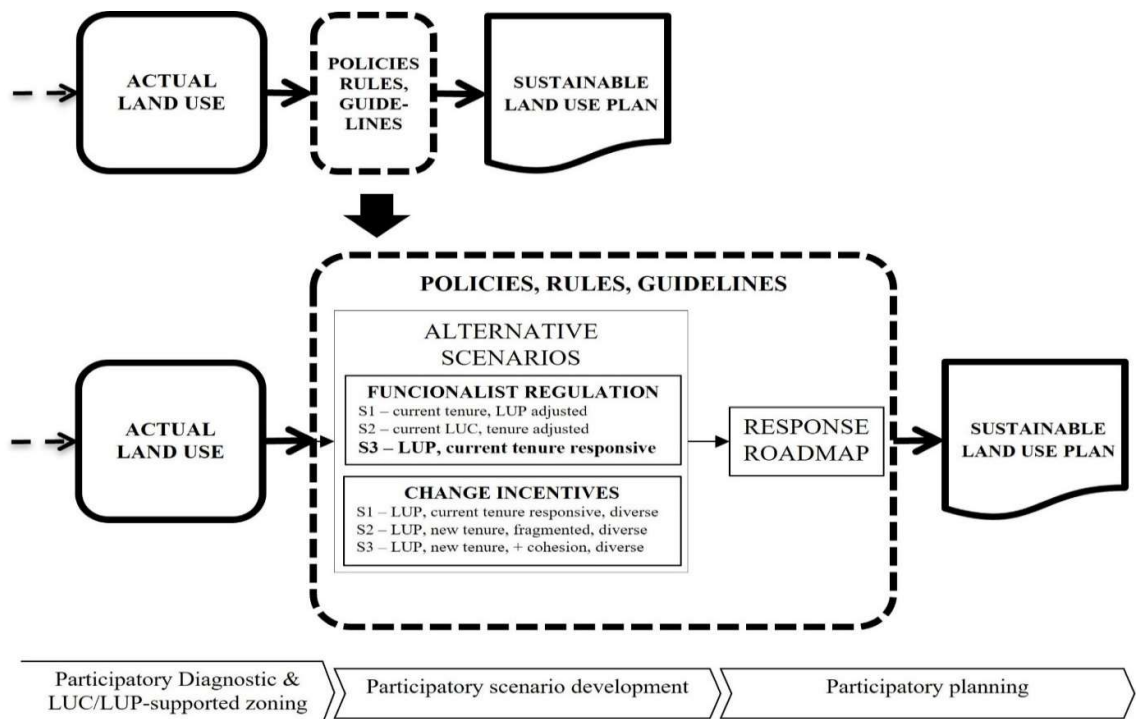 ACTUAL
LAND USE
POLICIES
RULES,
GUIDE-
LINES
SUSTAINABLE
LAND USE PLAN
POLICIES, RULES, GUIDELINES
ALTERNATIVE
SCENARIOS
FUNCIONALIST REGULATION
S1 – current tenure, LUP adjusted
S2 – current LUC, tenure adjusted
S3 – LUP, current tenure responsive
CHANGE INCENTIVES
S1 – LUP, current tenure responsive, diverse
S2 – LUP, new tenure, fragmented, diverse
S3 – LUP, new tenure, + cohesion, diverse
ACTUAL
LAND USE
RESPONSE
ROADMAP
SUSTAINABLE
LAND USE PLAN
Participatory Diagnostic &
LUC/LUP-supported zoning
Participatory scenario development
Participatory planning